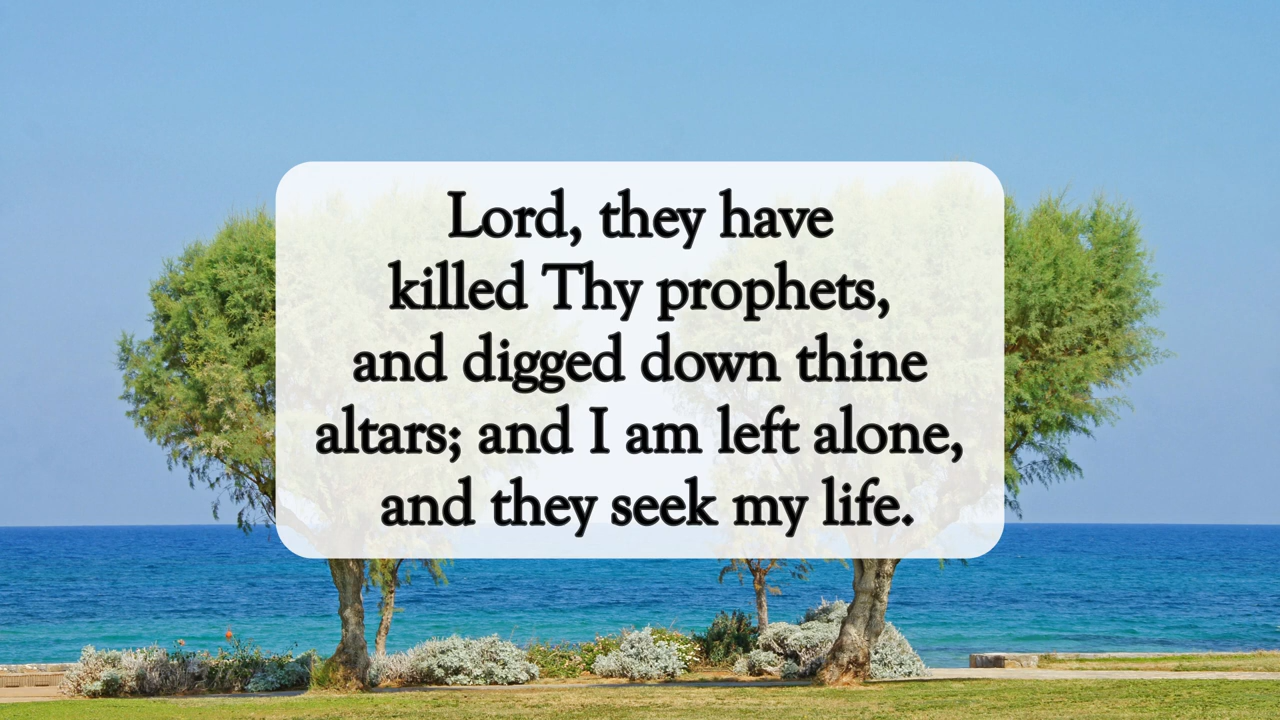 Lord, they have
killed Thy prophets,
and digged down thine
altars; and I am left alone,
and they seek my life.